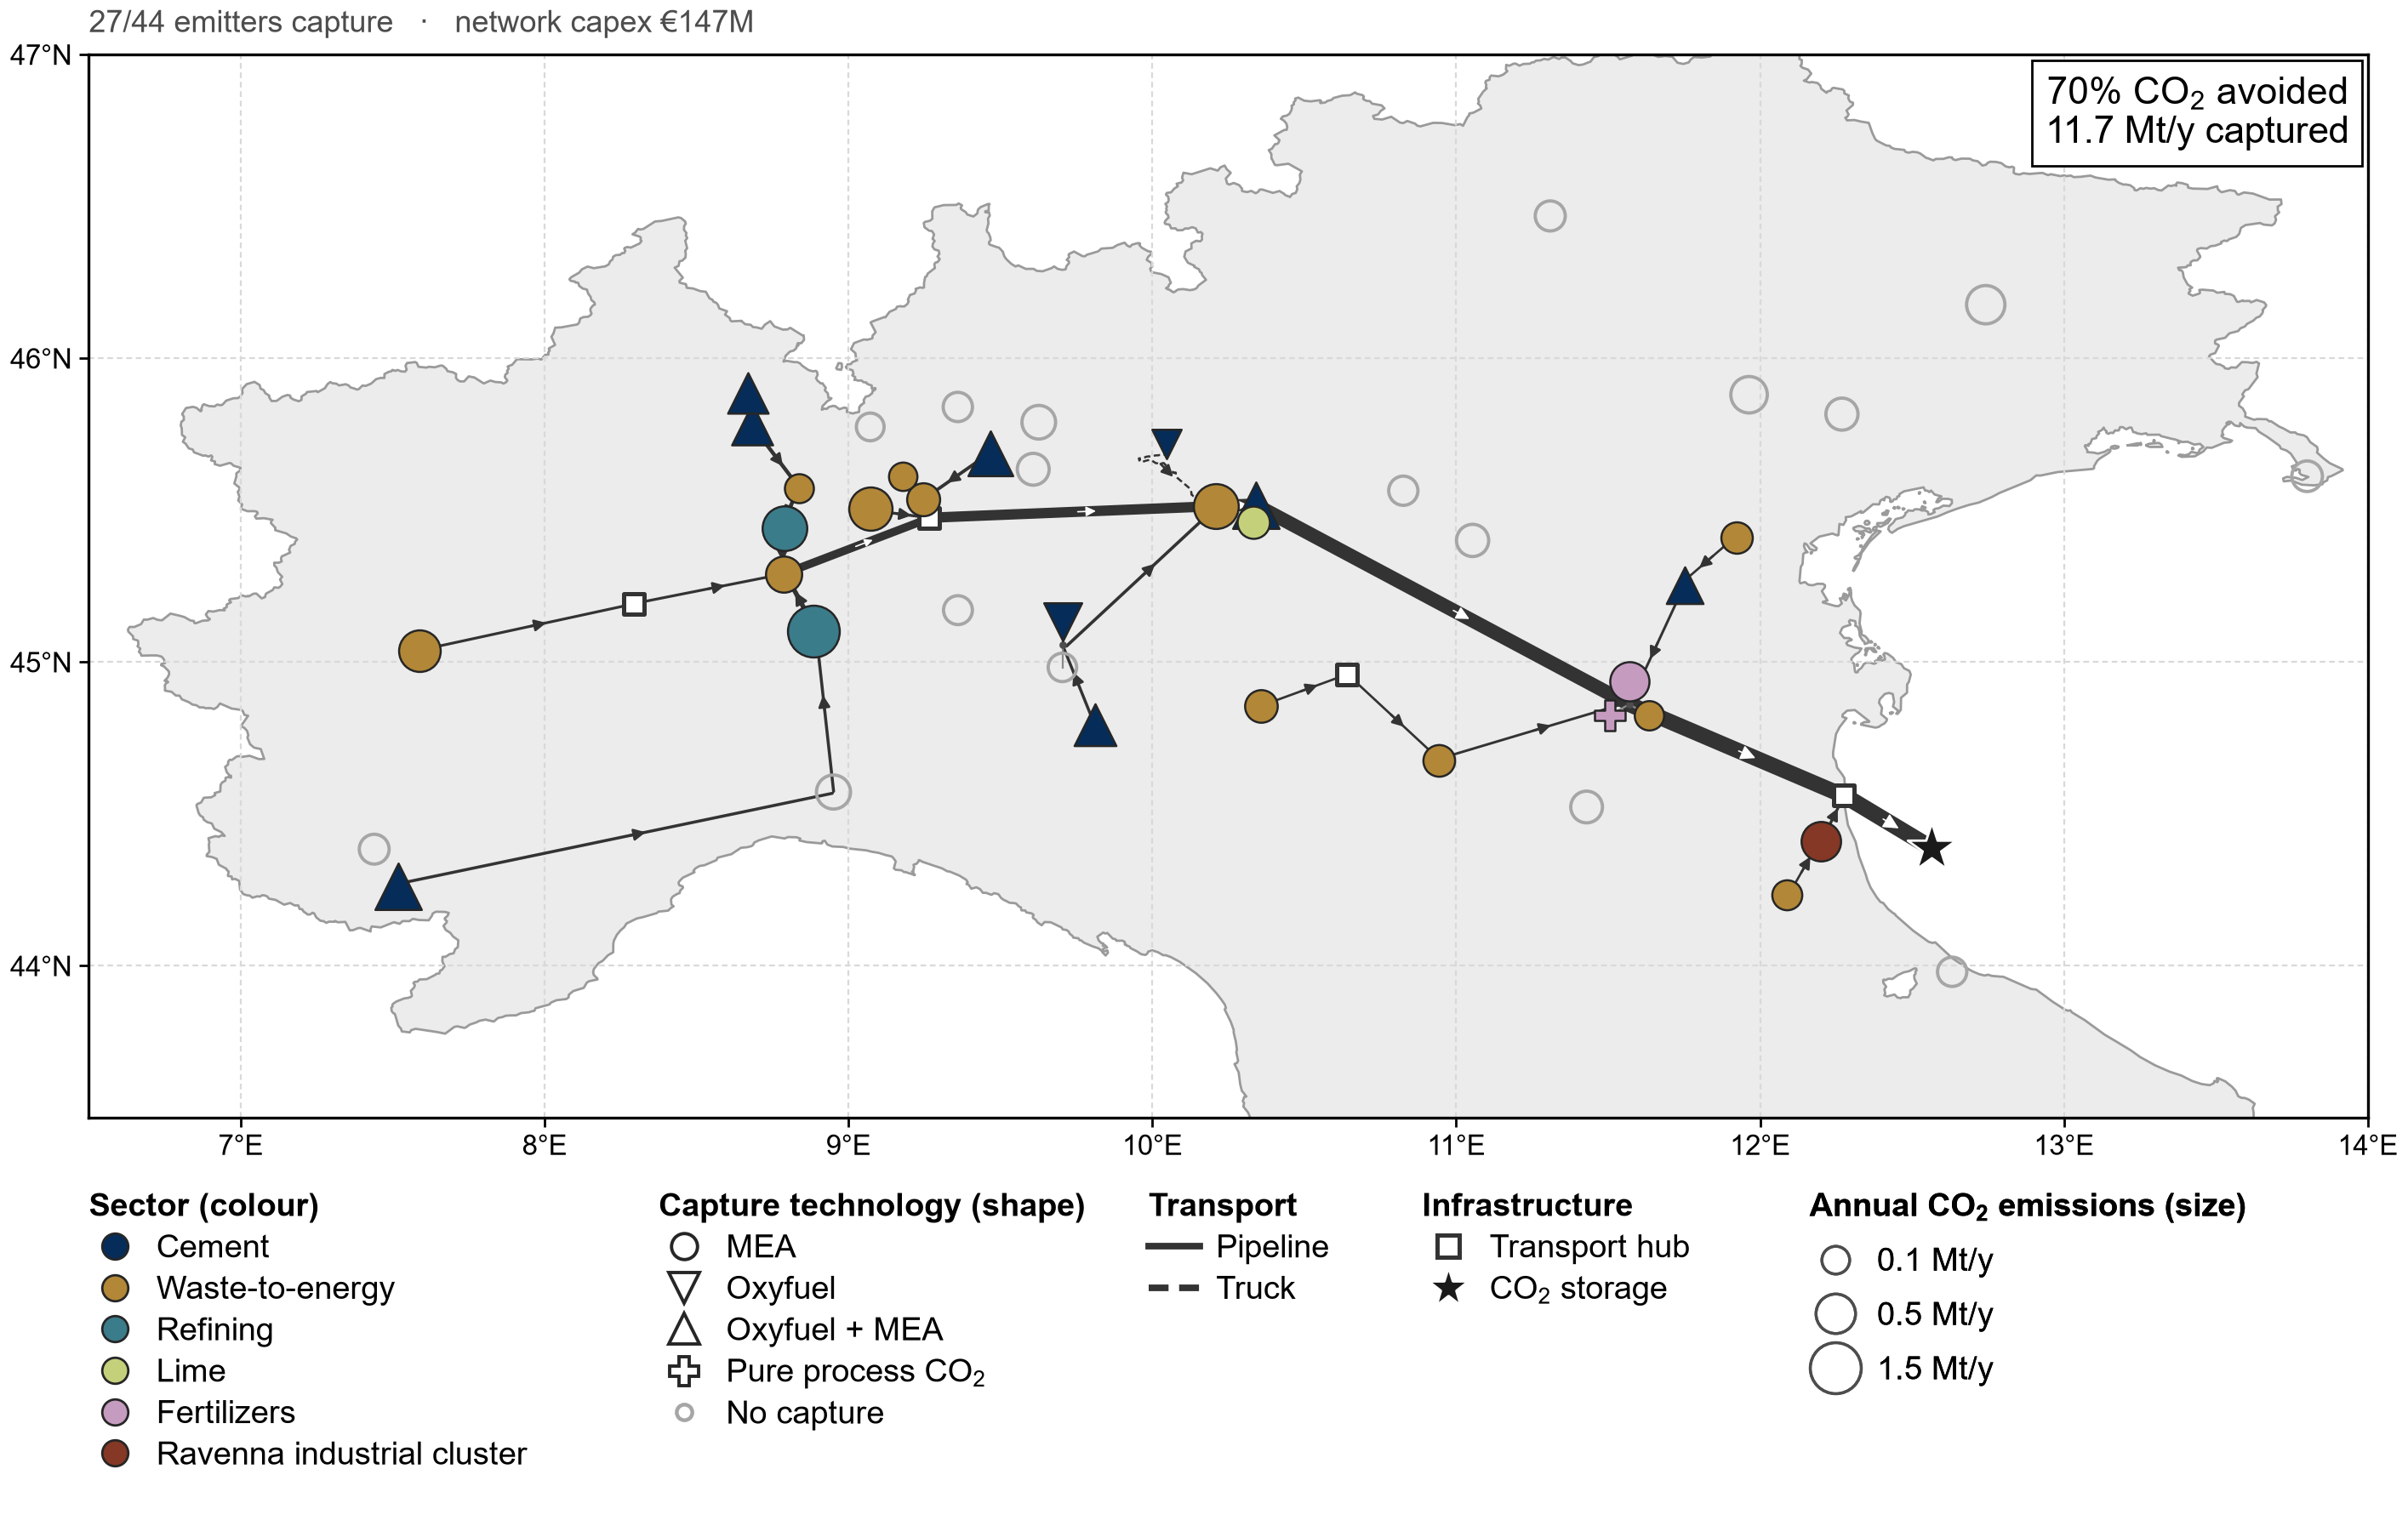 27/44 emitters capture · network capex €147M
47°N
70% CO₂ avoided
11.7 Mt/y captured
46°N
45°N
44°N
7°E 8°E 9°E 10°E 11°E 12°E 13°E 14°E
Sector (colour)
Cement
Waste-to-energy
Refining
Lime
Fertilizers
Ravenna industrial cluster
Capture technology (shape)
MEA
Oxyfuel
Oxyfuel + MEA
Pure process CO₂
No capture
Transport
Pipeline
Truck
Infrastructure
Transport hub
CO₂ storage
Annual CO₂ emissions (size)
0.1 Mt/y
0.5 Mt/y
1.5 Mt/y